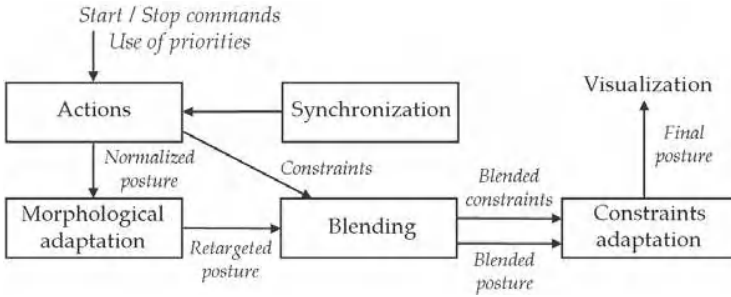 Start / Stop commands
Use of priorities
Actions
Synchronization
Visualization
Normalized
posture
Constraints
Final
posture
Morphological
adaptation
Retargeted
posture
Blending
Blended
constraints
Blended
posture
Constraints
adaptation